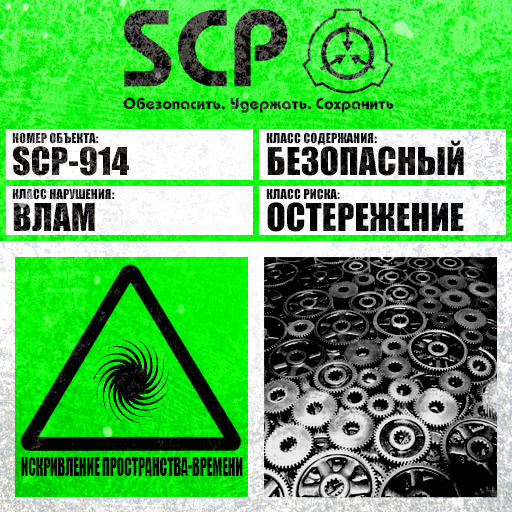 SCP
Обезопасить. Удержать. Сохранить
НОМЕР ОБЪЕКТА:
SCP-914
КЛАСС СОДЕРЖАНИЯ:
БЕЗОПАСНЫЙ
КЛАСС НАРУШЕНИЯ:
ВЛАМ
КЛАСС РИСКА:
ОСТЕРЕЖЕНИЕ
ИСКРИВЛЕНИЕ ПРОСТРАНСТВА-ВРЕМЕНИ